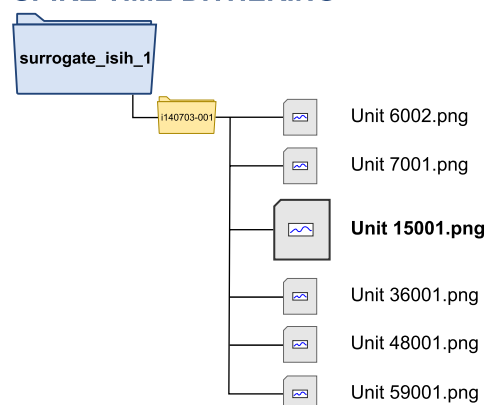 surrogate_isih_1
i140703-001
Unit 6002.png
Unit 7001.png
Unit 15001.png
Unit 36001.png
Unit 48001.png
Unit 59001.png